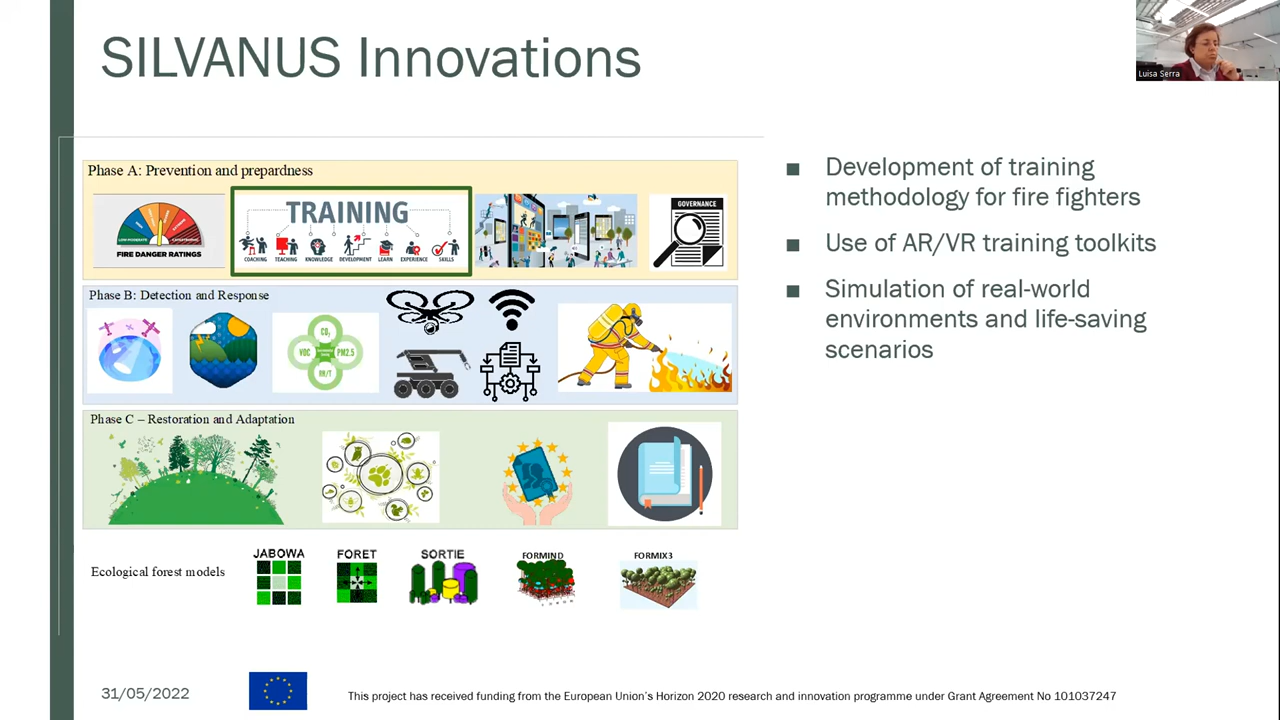 SILVANUS Innovations
Luisa Serra
Phase A: Prevention and prepardness
FIRE DANGER RATINGS
TRAINING
COACHING TEACHING KNOWLEDGE DEVELOPMENT LEARN EXPERIENCE SKILLS
GOVERNANCE
Phase B: Detection and Response
CO₂
VOC
PM2.5
RH/T
Phase C – Restoration and Adaptation
Ecological forest models
JABOWA
FORET
SORTIE
FORMIND
FORMIX3
■ Development of training
methodology for fire fighters
■ Use of AR/VR training toolkits
■ Simulation of real-world
environments and life-saving
scenarios
31/05/2022
This project has received funding from the European Union's Horizon 2020 research and innovation programme under Grant Agreement No 101037247